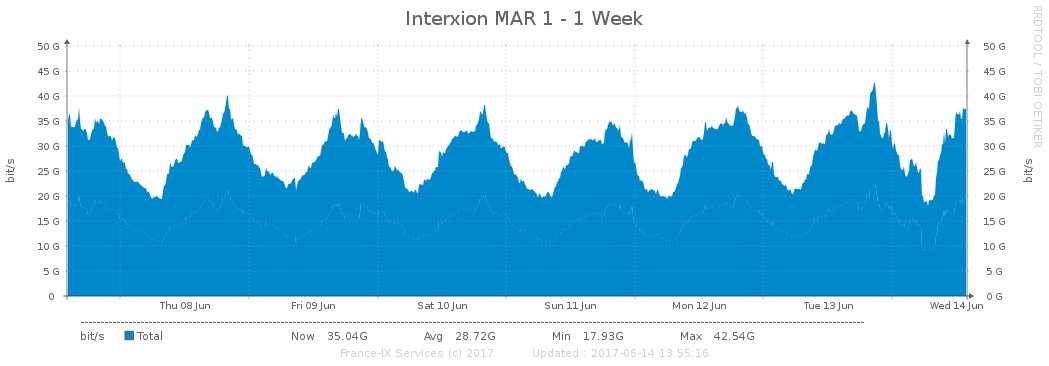 Interxion MAR 1 - 1 Week
RRDTOOL / TOBI OETIKER
50 G 50 G
45 G 45 G
40 G 40 G
35 G 35 G
30 G 30 G
25 G 25 G
20 G 20 G
15 G 15 G
10 G 10 G
5 G 5 G
0 0 G
bit/s
bit/s
Thu 08 Jun Fri 09 Jun Sat 10 Jun Sun 11 Jun Mon 12 Jun Tue 13 Jun Wed 14 Jun
bit/s Total Now 35.04G Avg 28.72G Min 17.93G Max 42.54G
France-IX Services (c) 2017 Updated : 2017-06-14 13:55:16